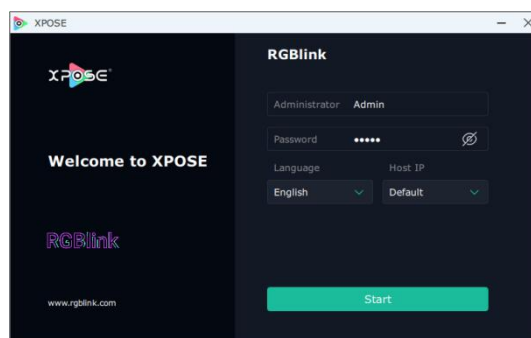 XPOSE
XPOSE
Welcome to XPOSE
RGBlink
www.rgblink.com
RGBlink
Administrator Admin
Password •••••
Language Host IP
English Default
Start